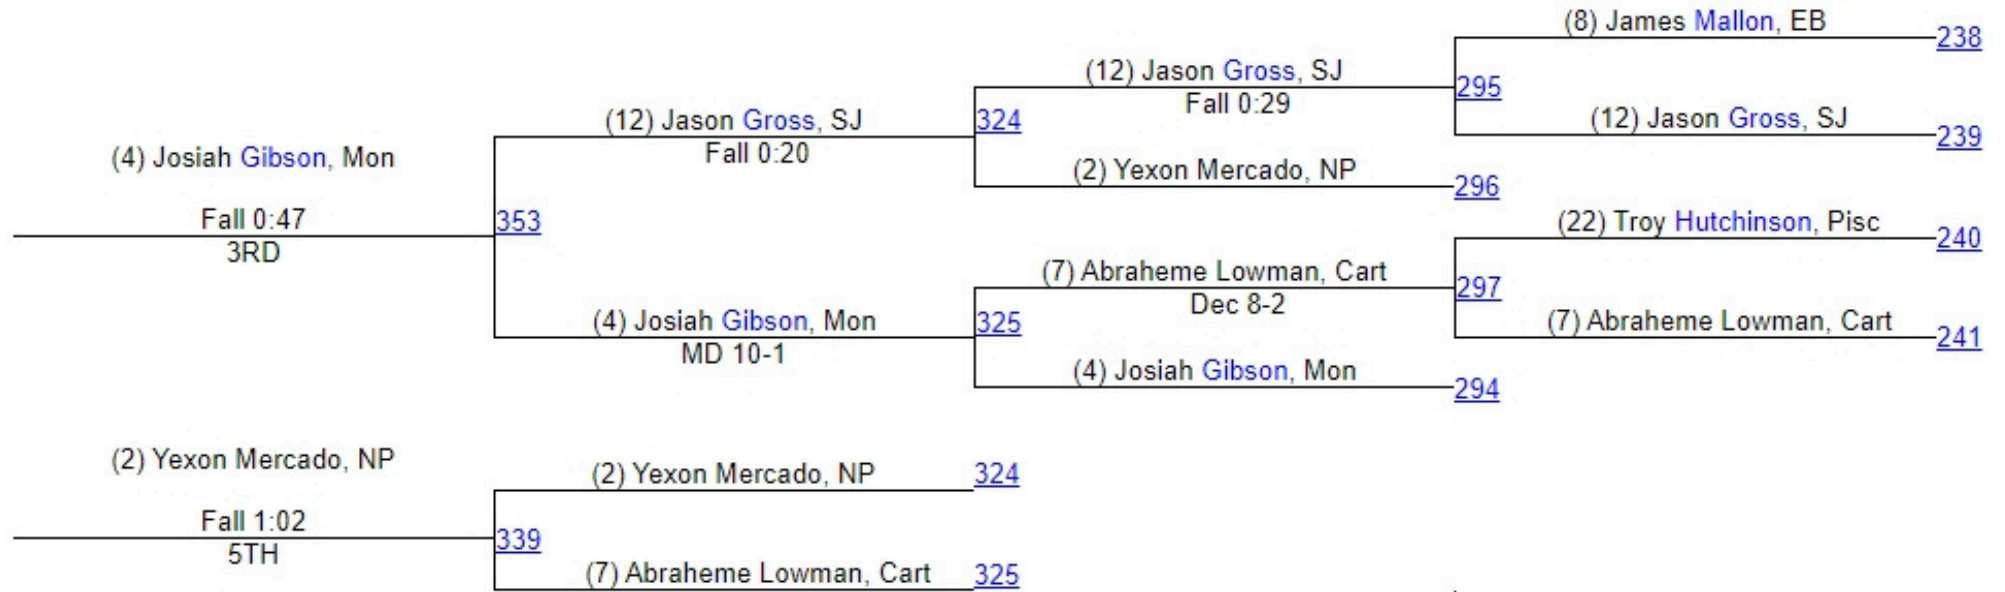 (8) James Mallon, EB
238
(12) Jason Gross, SJ
295
Fall 0:29
(12) Jason Gross, SJ
324
(12) Jason Gross, SJ
239
Fall 0:20
(4) Josiah Gibson, Mon
(2) Yexon Mercado, NP
296
Fall 0:47
353
(22) Troy Hutchinson, Pisc
240
3RD
(7) Abraheme Lowman, Cart
297
Dec 8-2
(4) Josiah Gibson, Mon
325
(7) Abraheme Lowman, Cart
241
MD 10-1
(4) Josiah Gibson, Mon
294
(2) Yexon Mercado, NP
(2) Yexon Mercado, NP
324
Fall 1:02
339
5TH
(7) Abraheme Lowman, Cart
325